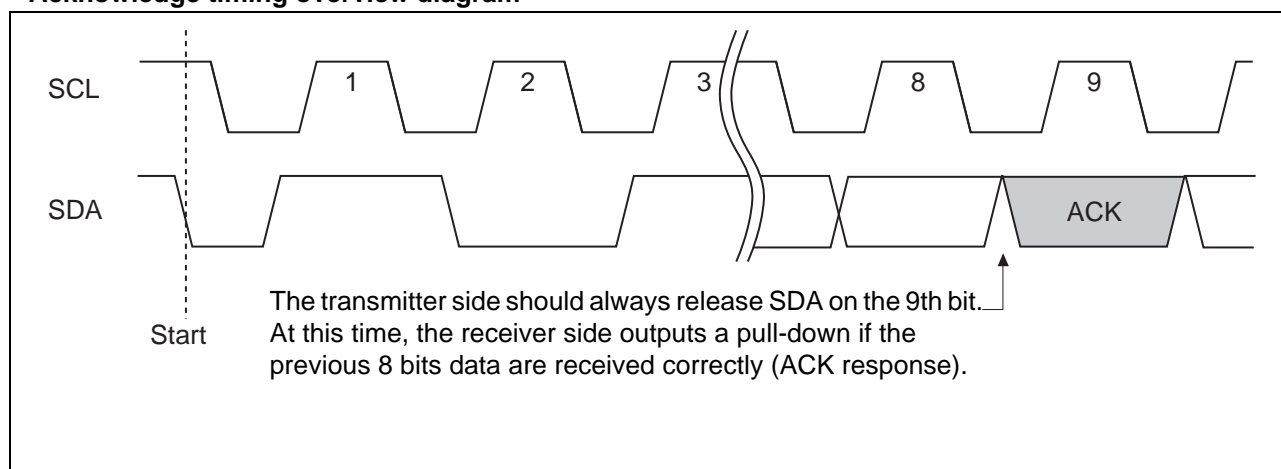 Acknowledge timing overview diagram
SCL
1
2
3
8
9
SDA
ACK
Start
The transmitter side should always release SDA on the 9th bit.
At this time, the receiver side outputs a pull-down if the
previous 8 bits data are received correctly (ACK response).